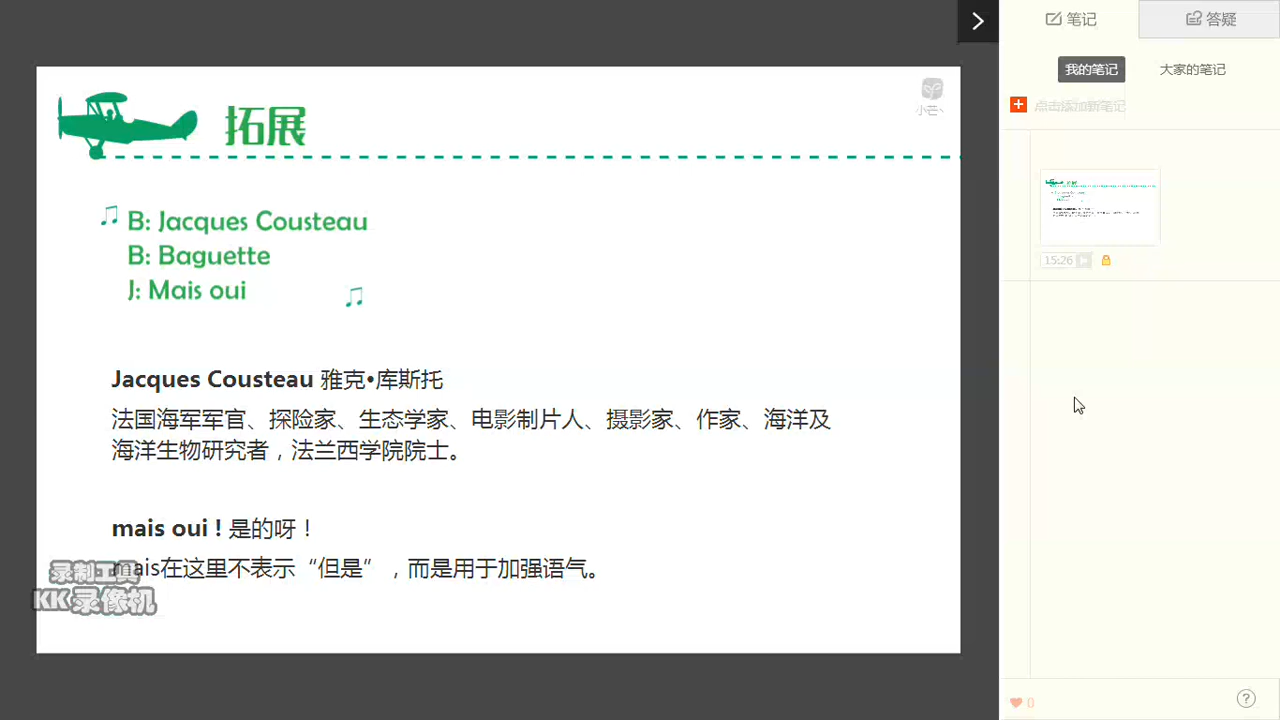 笔记
答疑
我的笔记
大家的笔记
点击添加新笔记
拓展
B: Jacques Cousteau
B: Baguette
J: Mais oui
Jacques Cousteau 雅克•库斯托
法国海军军官、探险家、生态学家、电影制片人、摄影家、作家、海洋及
海洋生物研究者，法兰西学院院士。
mais oui ! 是的呀！
mais在这里不表示“但是”，而是用于加强语气。
录制工具
KK录像机
15:26
0
?